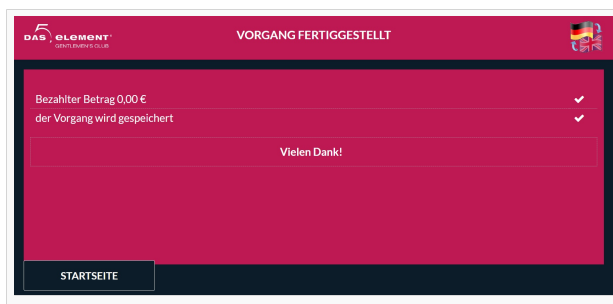 DAS 5 ELEMENT
GENTLEMEN'S CLUB
VORGANG FERTIGGESTELLT
Bezahlter Betrag 0,00 €
der Vorgang wird gespeichert
Vielen Dank!
STARTSEITE